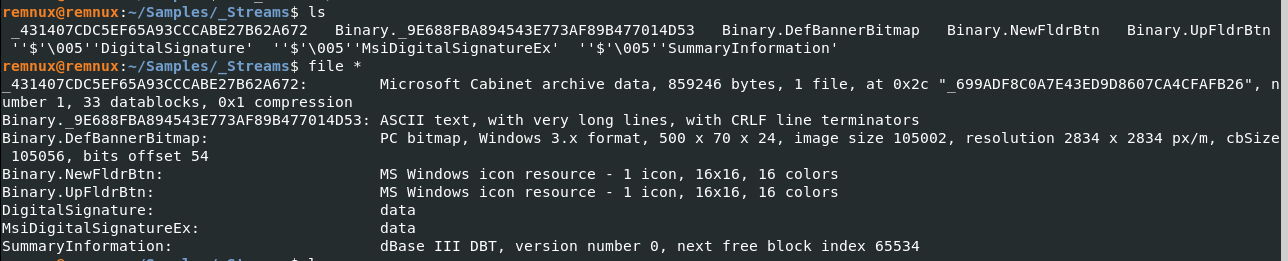 remnux@remnux:~/Samples/_Streams$ ls
_431407CDC5EF65A93CCCABE27B62A672   Binary._9E688FBA894543E773AF89B477014D53   Binary.DefBannerBitmap   Binary.NewFldrBtn   Binary.UpFldrBtn
''$'\005''DigitalSignature'  ''$'\005''MsiDigitalSignatureEx'  ''$'\005''SummaryInformation'
remnux@remnux:~/Samples/_Streams$ file *
_431407CDC5EF65A93CCCABE27B62A672:        Microsoft Cabinet archive data, 859246 bytes, 1 file, at 0x2c "_699ADF8C0A7E43ED9D8607CA4CFAFB26", n
umber 1, 33 datablocks, 0x1 compression
Binary._9E688FBA894543E773AF89B477014D53: ASCII text, with very long lines, with CRLF line terminators
Binary.DefBannerBitmap:                   PC bitmap, Windows 3.x format, 500 x 70 x 24, image size 105002, resolution 2834 x 2834 px/m, cbSize
105056, bits offset 54
Binary.NewFldrBtn:                        MS Windows icon resource - 1 icon, 16x16, 16 colors
Binary.UpFldrBtn:                         MS Windows icon resource - 1 icon, 16x16, 16 colors
DigitalSignature:                         data
MsiDigitalSignatureEx:                    data
SummaryInformation:                       dBase III DBT, version number 0, next free block index 65534